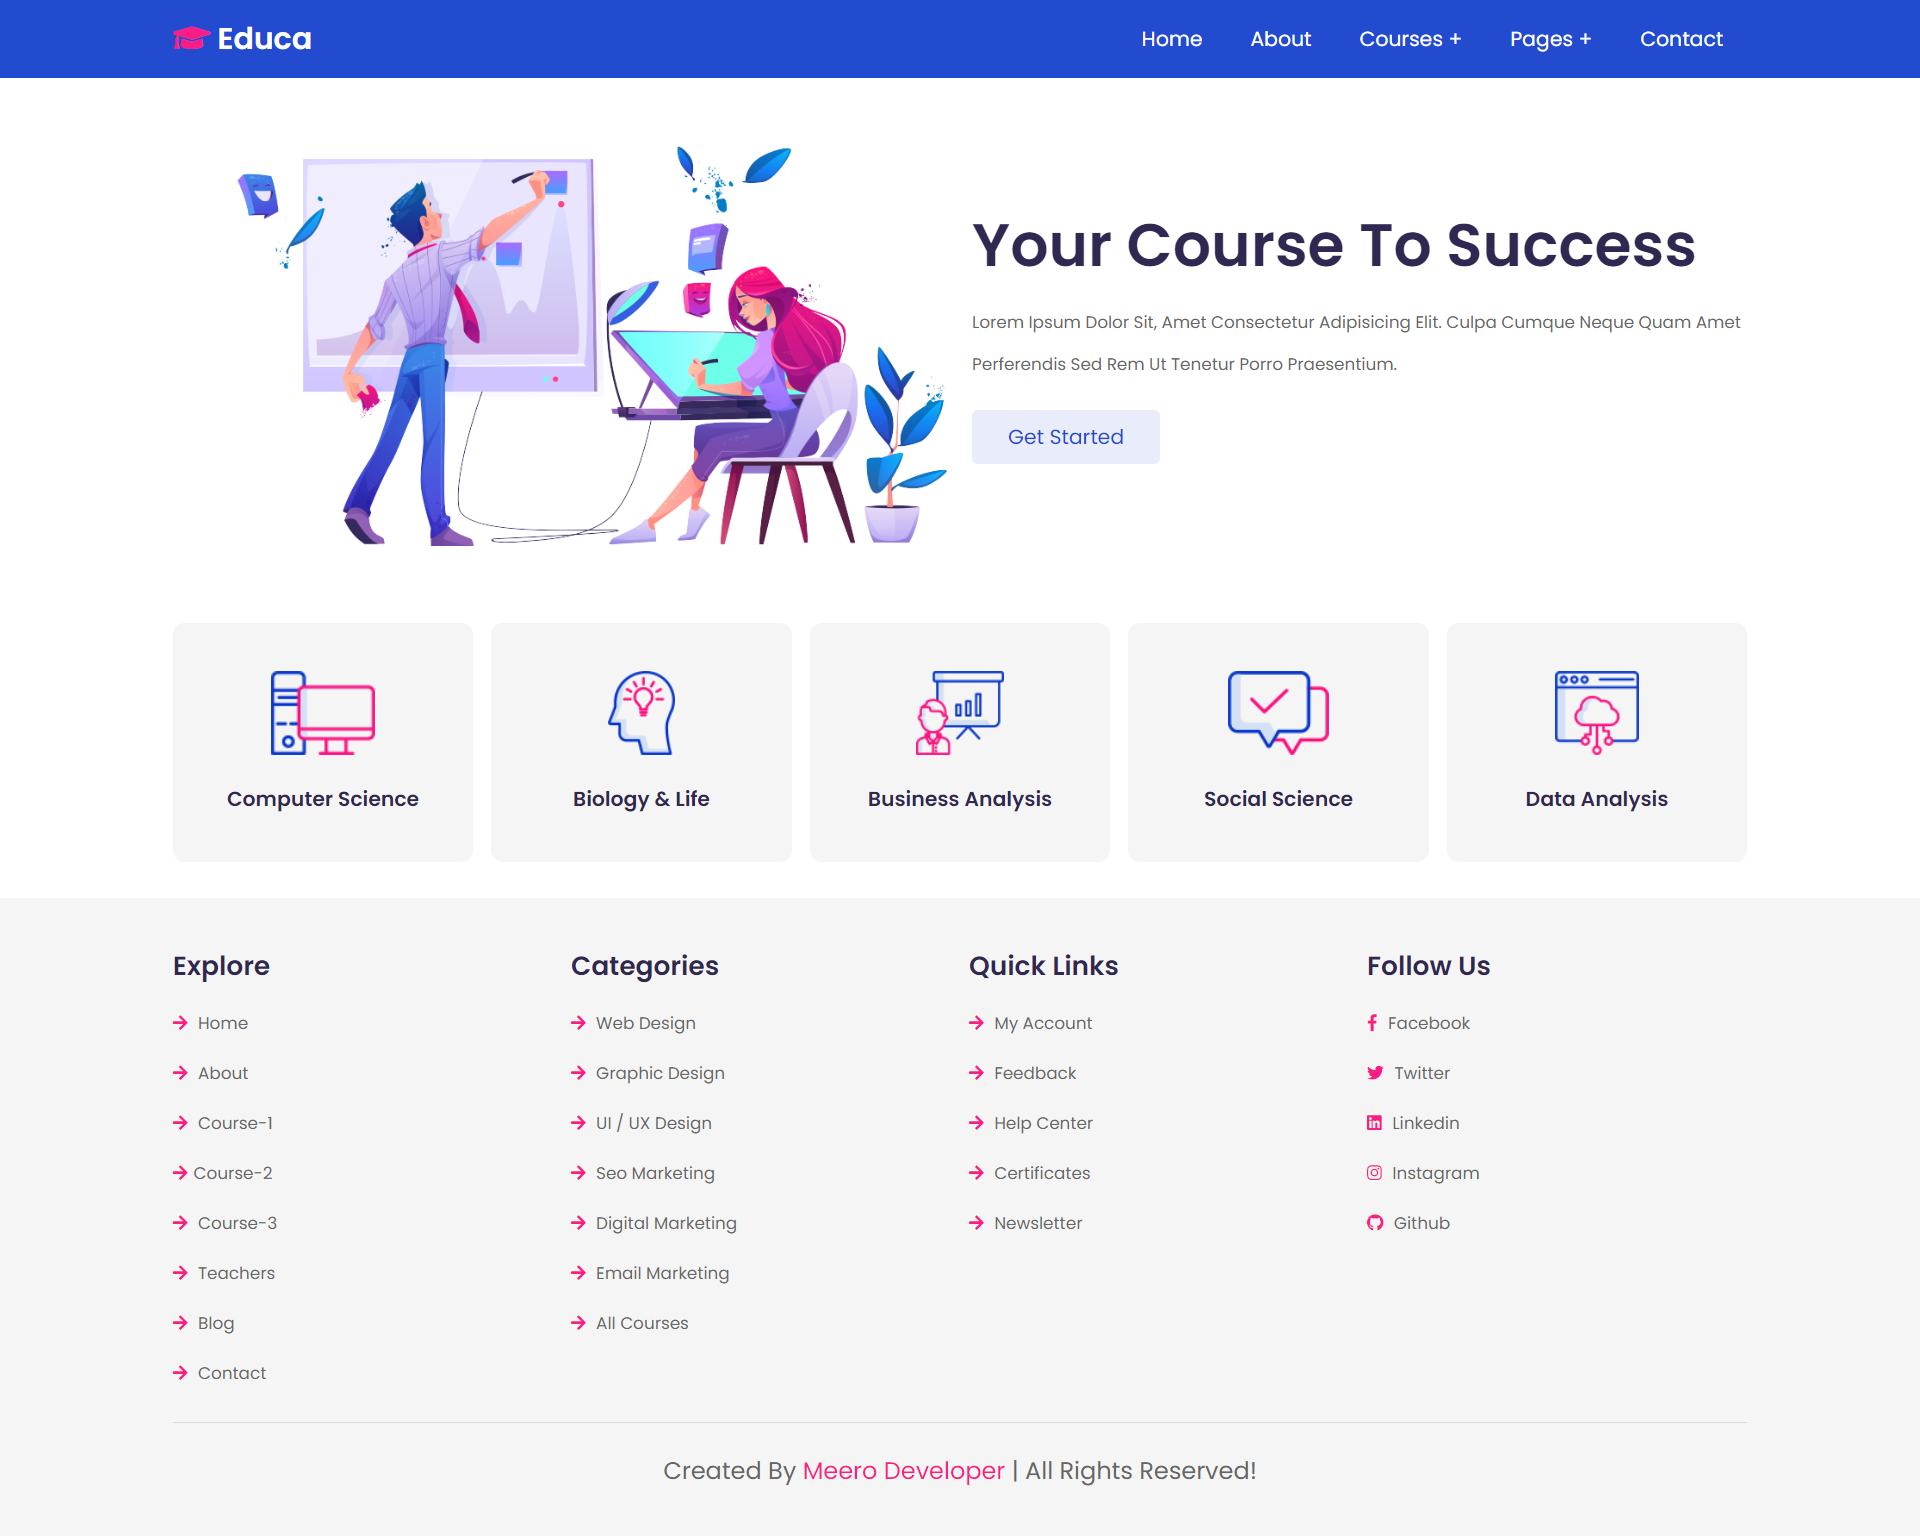 Educa
Home About Courses + Pages + Contact
Your Course To Success
Lorem Ipsum Dolor Sit, Amet Consectetur Adipisicing Elit. Culpa Cumque Neque Quam Amet
Perferendis Sed Rem Ut Tenetur Porro Praesentium.
Get Started
Computer Science
Biology & Life
Business Analysis
Social Science
Data Analysis
Explore
Home
About
Course-1
Course-2
Course-3
Teachers
Blog
Contact
Categories
Web Design
Graphic Design
UI / UX Design
Seo Marketing
Digital Marketing
Email Marketing
All Courses
Quick Links
My Account
Feedback
Help Center
Certificates
Newsletter
Follow Us
Facebook
Twitter
Linkedin
Instagram
Github
Created By Meero Developer | All Rights Reserved!